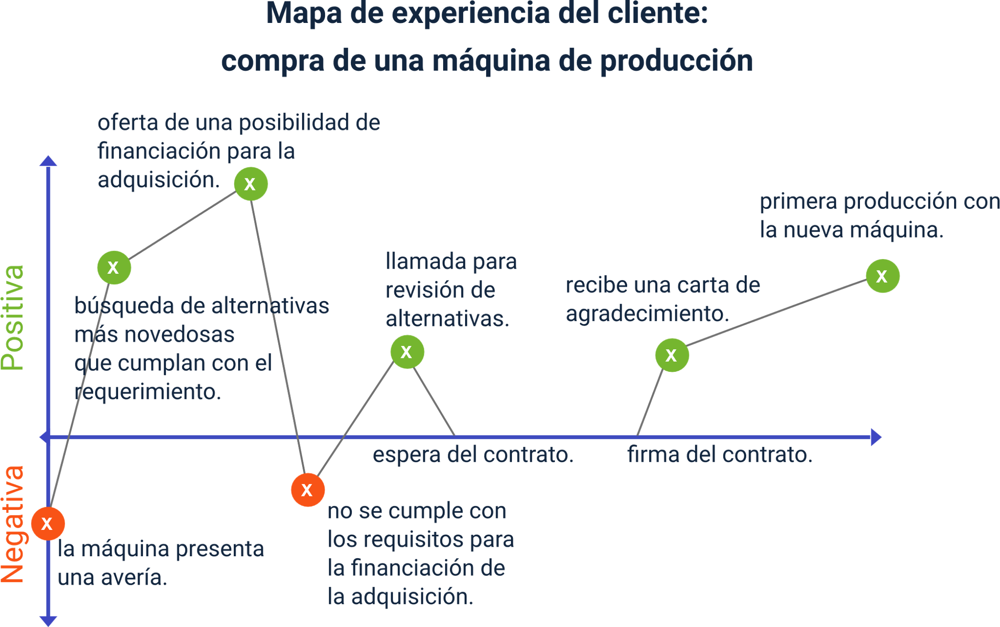 Mapa de experiencia del cliente:
compra de una máquina de producción
oferta de una posibilidad de
financiación para la
adquisición.
x
primera producción con
la nueva máquina.
x
x
búsqueda de alternativas
más novedosas
que cumplan con el
requerimiento.
llamada para
revisión de
alternativas.
x
recibe una carta de
agradecimiento.
x
Positiva
espera del contrato.
firma del contrato.
Negativa
x
la máquina presenta
una avería.
x
no se cumple con
los requisitos para
la financiación de
la adquisición.